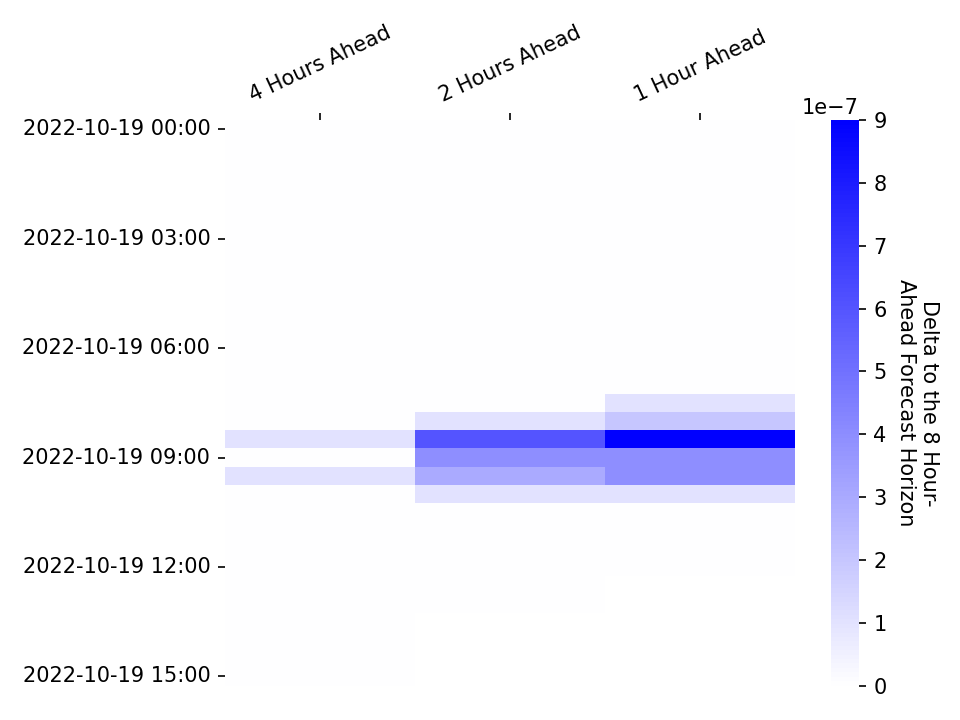 4 Hours Ahead
2 Hours Ahead
1 Hour Ahead
1e−7
2022-10-19 00:00
2022-10-19 03:00
2022-10-19 06:00
2022-10-19 09:00
2022-10-19 12:00
2022-10-19 15:00
9
8
7
6
5
4
3
2
1
0
Delta to the 8 Hour-
Ahead Forecast Horizon